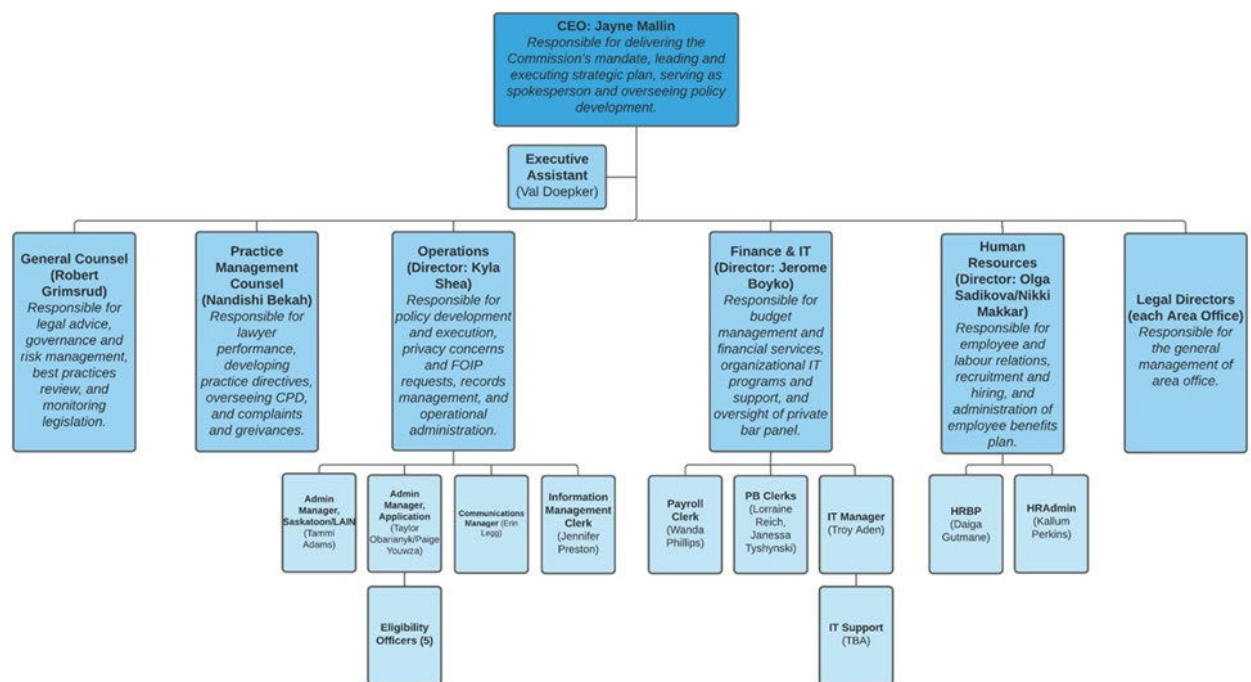 CEO: Jayne Mallin
Responsible for delivering the
Commission's mandate, leading and
executing strategic plan, serving as
spokesperson and overseeing policy
development.
Executive
Assistant
(Val Doepker)
General Counsel
(Robert
Grimsrud)
Responsible for
legal advice,
governance and
risk management,
best practices
review, and
monitoring
legislation.
Practice
Management
Counsel
(Nandishi Bekah)
Responsible for
lawyer
performance,
developing
practice directives,
overseeing CPD,
and complaints
and greivances.
Operations
(Director: Kyla
Shea)
Responsible for
policy development
and execution,
privacy concerns
and FOIP
requests, records
management, and
operational
administration.
Finance & IT
(Director: Jerome
Boyko)
Responsible for
budget
management and
financial services,
organizational IT
programs and
support, and
oversight of private
bar panel.
Human
Resources
(Director: Olga
Sadikova/Nikki
Makkar)
Responsible for
employee and
labour relations,
recruitment and
hiring, and
administration of
employee benefits
plan.
Legal Directors
(each Area Office)
Responsible for
the general
management of
area office.
Admin
Manager,
Saskatoon/LAIN
(Tammi
Adams)
Admin
Manager,
Application
(Taylor
Obarianyk/Paige
Youwza)
Communications
Manager (Erin
Legg)
Information
Management
Clerk
(Jennifer
Preston)
Payroll
Clerk
(Wanda
Phillips)
PB Clerks
(Lorraine
Reich,
Janessa
Tyshynski)
IT Manager
(Troy Aden)
HRBP
(Daiga
Gutmane)
HRAdmin
(Kallum
Perkins)
Eligibility
Officers (5)
IT Support
(TBA)